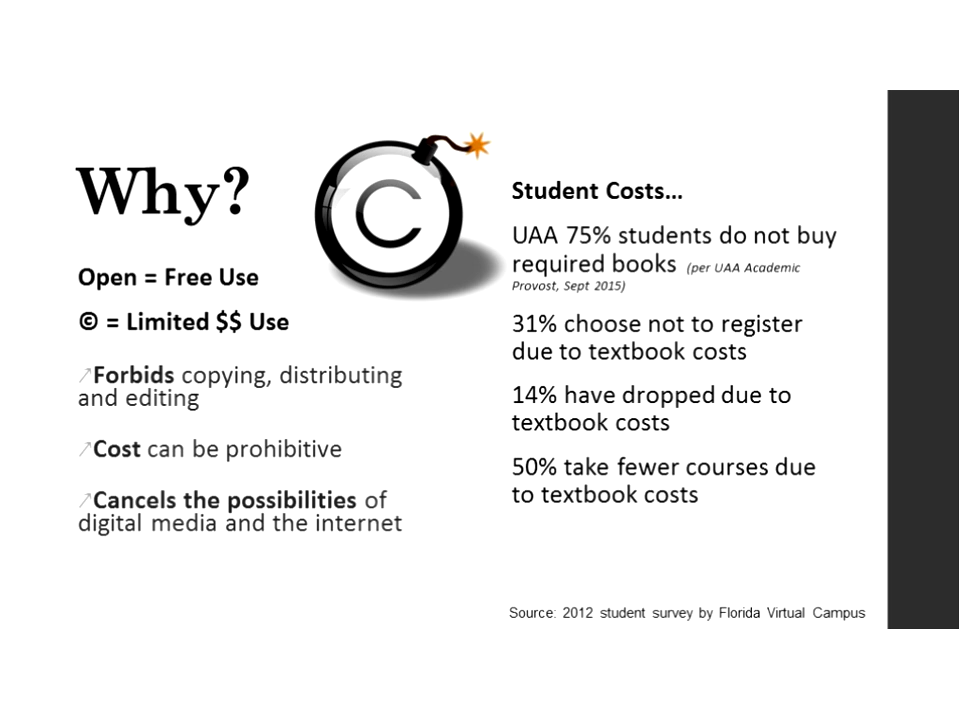 Why?
Open = Free Use
© = Limited $$ Use
↗Forbids copying, distributing
and editing
↗Cost can be prohibitive
↗Cancels the possibilities of
digital media and the internet
©
Student Costs...
UAA 75% students do not buy
required books (per UAA Academic
Provost, Sept 2015)
31% choose not to register
due to textbook costs
14% have dropped due to
textbook costs
50% take fewer courses due
to textbook costs
Source: 2012 student survey by Florida Virtual Campus